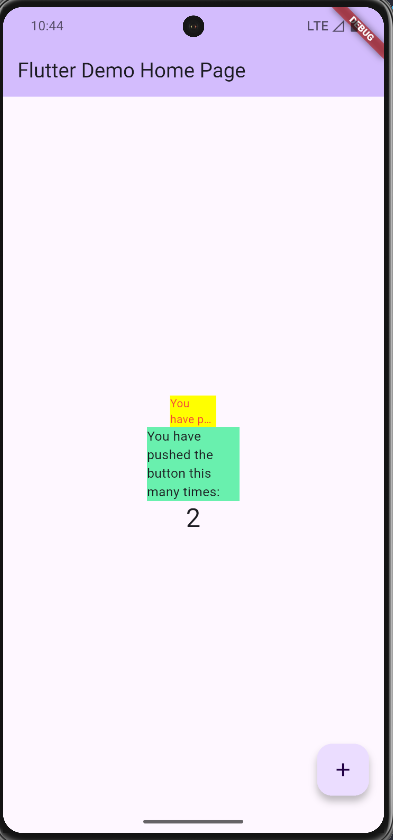 10:44
LTE
DEBUG
Flutter Demo Home Page
You
have p...
You have
pushed the
button this
many times:
2
+